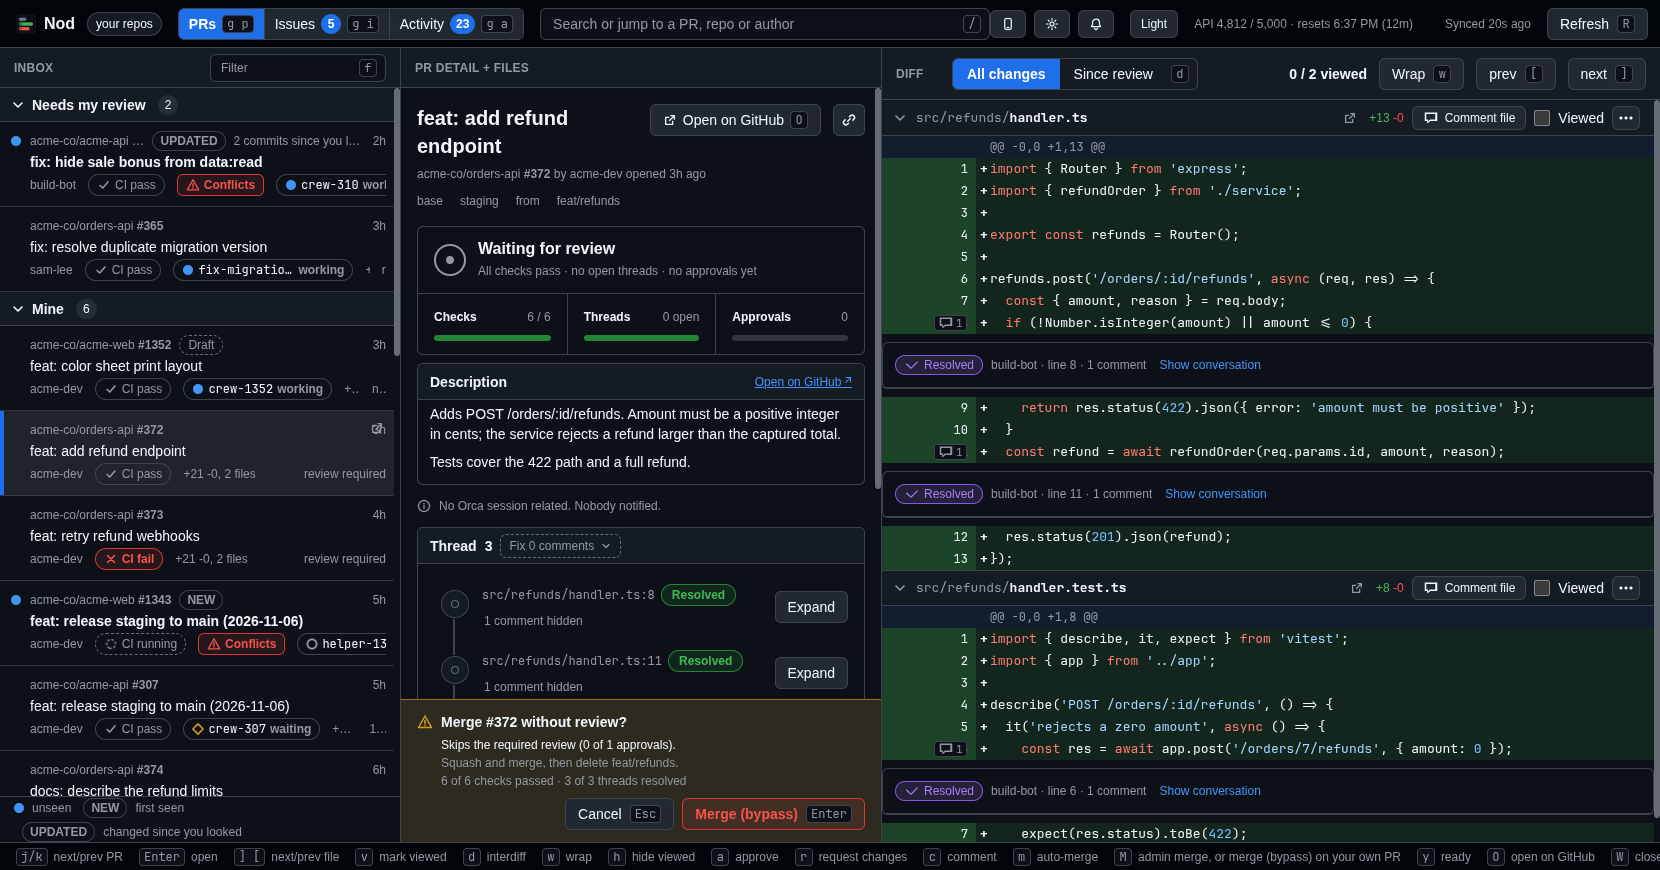 Nod your repos PRs g p Issues 5 g i Activity 23 g a Search or jump to a PR, repo or author / Light API 4,812 / 5,000 · resets 6:37 PM (12m) Synced 20s ago Refresh R
INBOX Filter f
Needs my review 2
acme-co/acme-api … UPDATED 2 commits since you l… 2h
fix: hide sale bonus from data:read
build-bot CI pass Conflicts crew-310 wor
acme-co/orders-api #365 3h
fix: resolve duplicate migration version
sam-lee CI pass fix-migratio… working
Mine 6
acme-co/acme-web #1352 Draft 3h
feat: color sheet print layout
acme-dev CI pass crew-1352 working +… n…
acme-co/orders-api #372
feat: add refund endpoint
acme-dev CI pass +21 -0, 2 files review required
acme-co/orders-api #373 4h
feat: retry refund webhooks
acme-dev CI fail +21 -0, 2 files review required
acme-co/acme-web #1343 NEW 5h
feat: release staging to main (2026-11-06)
acme-dev CI running Conflicts helper-13
acme-co/acme-api #307 5h
feat: release staging to main (2026-11-06)
acme-dev CI pass crew-307 waiting +… 1…
acme-co/orders-api #374 6h
docs: describe the refund limits
unseen NEW first seen
UPDATED changed since you looked
PR DETAIL + FILES
feat: add refund endpoint
Open on GitHub O
acme-co/orders-api #372 by acme-dev opened 3h ago
base staging from feat/refunds
Waiting for review
All checks pass · no open threads · no approvals yet
Checks 6 / 6 Threads 0 open Approvals 0
Description Open on GitHub
Adds POST /orders/:id/refunds. Amount must be a positive integer
in cents; the service rejects a refund larger than the captured total.
Tests cover the 422 path and a full refund.
No Orca session related. Nobody notified.
Thread 3 Fix 0 comments
src/refunds/handler.ts:8 Resolved
1 comment hidden
Expand
src/refunds/handler.ts:11 Resolved
1 comment hidden
Expand
Merge #372 without review?
Skips the required review (0 of 1 approvals).
Squash and merge, then delete feat/refunds.
6 of 6 checks passed · 3 of 3 threads resolved
Cancel Esc Merge (bypass) Enter
DIFF All changes Since review d 0 / 2 viewed Wrap w prev [ next ]
src/refunds/handler.ts +13 -0 Comment file Viewed
@@ -0,0 +1,13 @@
1 +import { Router } from 'express';
2 +import { refundOrder } from './service';
3 +
4 +export const refunds = Router();
5 +
6 +refunds.post('/orders/:id/refunds', async (req, res) => {
7 +  const { amount, reason } = req.body;
1 +  if (!Number.isInteger(amount) || amount <= 0) {
Resolved build-bot · line 8 · 1 comment Show conversation
9 +    return res.status(422).json({ error: 'amount must be positive' });
10 +  }
1 +  const refund = await refundOrder(req.params.id, amount, reason);
Resolved build-bot · line 11 · 1 comment Show conversation
12 +  res.status(201).json(refund);
13 +});
src/refunds/handler.test.ts +8 -0 Comment file Viewed
@@ -0,0 +1,8 @@
1 +import { describe, it, expect } from 'vitest';
2 +import { app } from '../app';
3 +
4 +describe('POST /orders/:id/refunds', () => {
5 +  it('rejects a zero amount', async () => {
1 +    const res = await app.post('/orders/7/refunds', { amount: 0 });
Resolved build-bot · line 6 · 1 comment Show conversation
7 +    expect(res.status).toBe(422);
j/k next/prev PR Enter open ] [ next/prev file v mark viewed d interdiff w wrap h hide viewed a approve r request changes c comment m auto-merge M admin merge, or merge (bypass) on your own PR y ready O open on GitHub W close